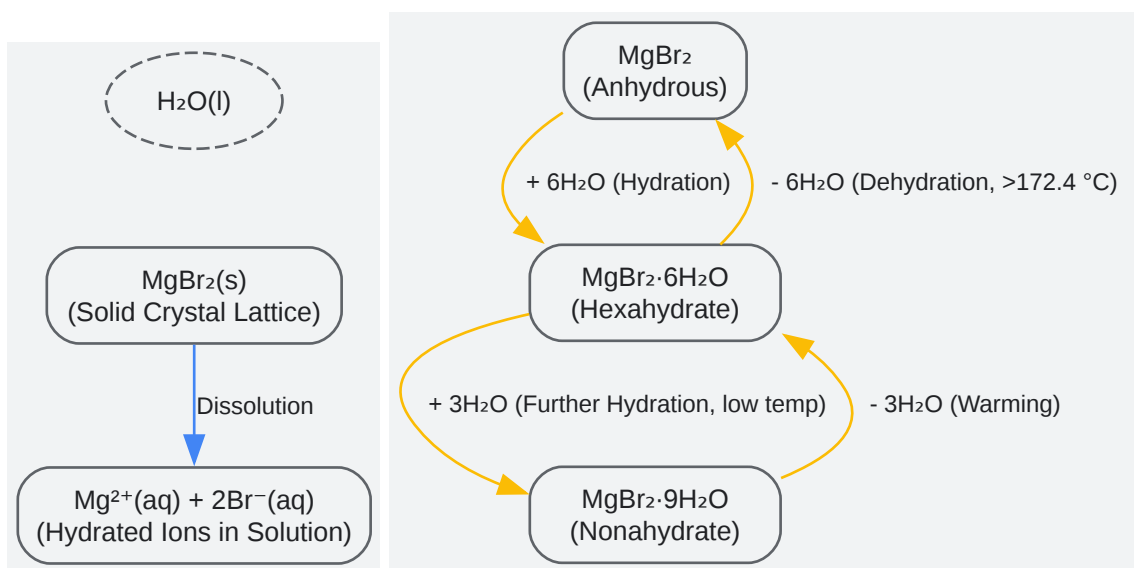 H₂O(l)
MgBr₂(s)
(Solid Crystal Lattice)
Dissolution
Mg²⁺(aq) + 2Br⁻(aq)
(Hydrated Ions in Solution)
MgBr₂
(Anhydrous)
+ 6H₂O (Hydration)
- 6H₂O (Dehydration, >172.4 °C)
MgBr₂·6H₂O
(Hexahydrate)
+ 3H₂O (Further Hydration, low temp)
- 3H₂O (Warming)
MgBr₂·9H₂O
(Nonahydrate)